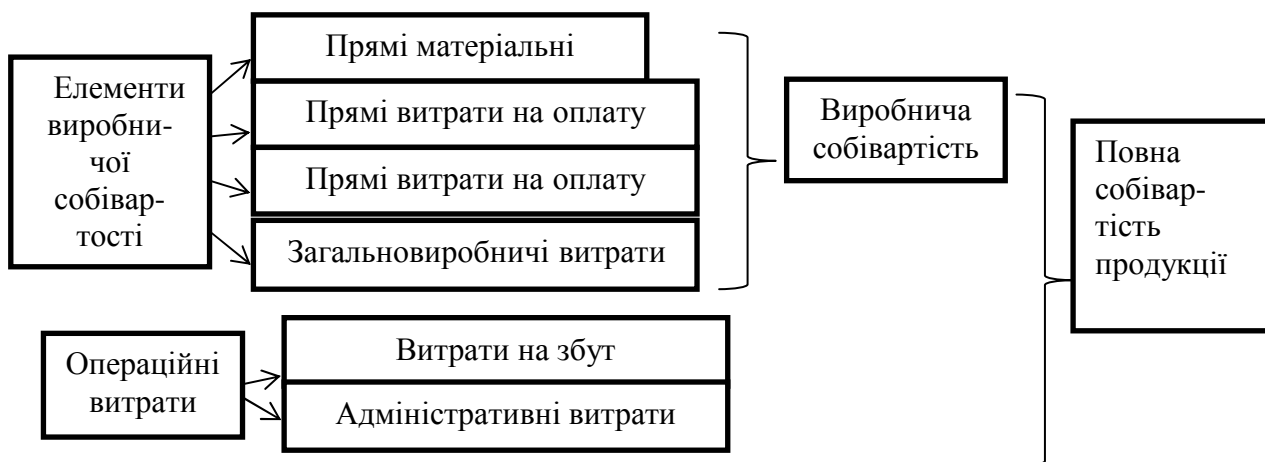 Елементи
виробни-
чої
собівар-
тості
Прямі матеріальні
Прямі витрати на оплату
Прямі витрати на оплату
Загальновиробничі витрати
Виробнича
собівартість
Повна
собівар-
тість
продукції
Операційні
витрати
Витрати на збут
Адміністративні витрати